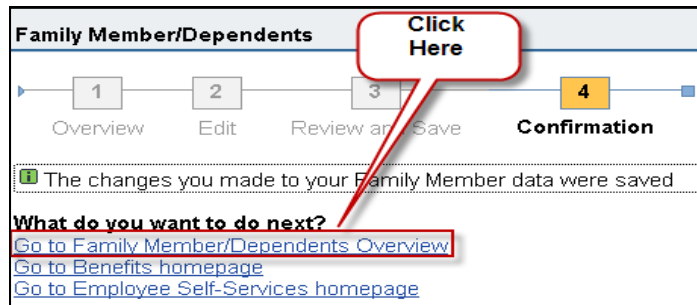 Family Member/Dependents
Click
Here
1
2
3
4
Overview
Edit
Review and Save
Confirmation
The changes you made to your Family Member data were saved
What do you want to do next?
Go to Family Member/Dependents Overview
Go to Benefits homepage
Go to Employee Self-Services homepage